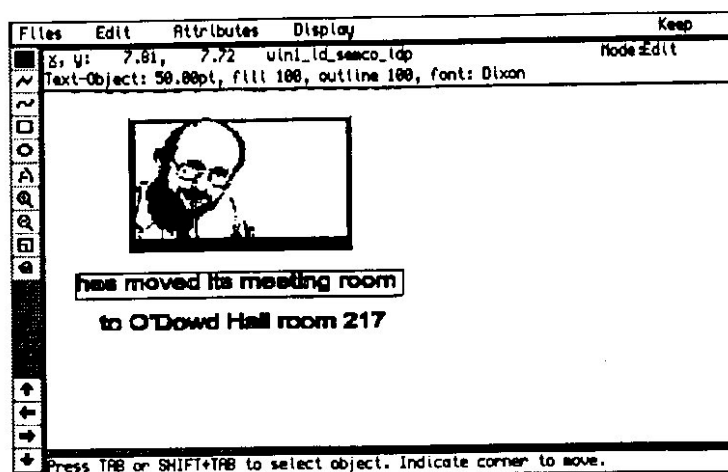 Files Edit Attributes Display Keep
x, y: 7.81, 7.72 win1_ld_semco_ldp Mode:Edit
Text-Object: 50.00pt, fill 100, outline 100, font: Dixon
has moved its meeting room
to O'Dowd Hall room 217
Press TAB or SHIFT+TAB to select object. Indicate corner to move.